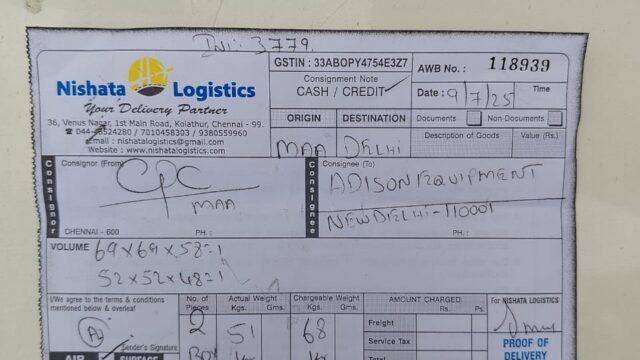 INV: 3779.
Nishata Logistics
Your Delivery Partner
36, Venus Nagar, 1st Main Road, Kolathur, Chennai - 99.
☎ 044-48524280 / 7010458303 / 9380559960
Email : nishatalogistics@gmail.com
Website : www.nishatalogistics.com
GSTIN : 33ABOPY4754E3Z7
Consignment Note
CASH / CREDIT
AWB No. : 118939
Date : 9/7/25 Time
ORIGIN DESTINATION
MAA DELHI
Documents Non-Documents
Description of Goods Value (Rs.)
Consignor
Consignor (From)
CPC
MAA
CHENNAI - 600 PH. :
Consignee
Consignee (To)
ADISON EQUIPMENT
NEW DELHI - 110001
PH. :
VOLUME 69x69x58=1
52x52x48=1
I/We agree to the terms & conditions
mentioned below & overleaf
Sender's Signature
AIR SURFACE
No. of Pieces
2
BOX
Actual Weight
Kgs. Gms.
51
Chargeable Weight
Kgs. Gms.
68
AMOUNT CHARGED
Rs. Ps.
Freight
Service Tax
Total
For NISHATA LOGISTICS
PROOF OF
DELIVERY